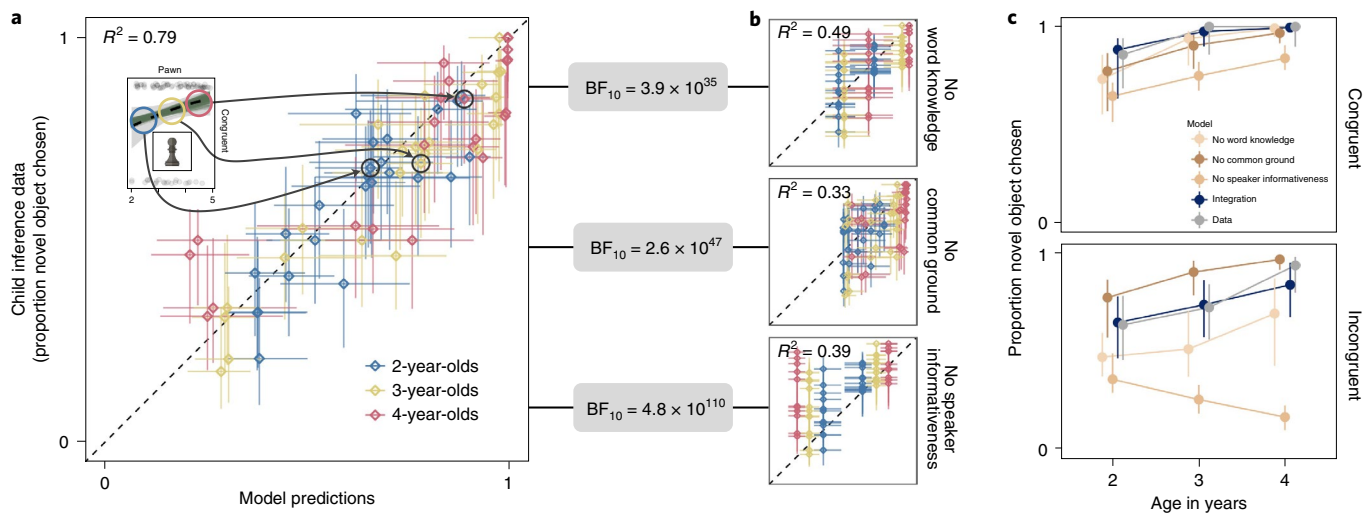 a
R² = 0.79
Pawn
Congruent
2 5
1
0
Child inference data
(proportion novel object chosen)
2-year-olds
3-year-olds
4-year-olds
0 1
Model predictions
BF₁₀ = 3.9 × 10³⁵
BF₁₀ = 2.6 × 10⁴⁷
BF₁₀ = 4.8 × 10¹¹⁰
b
R² = 0.49
No
word knowledge
R² = 0.33
No
common ground
R² = 0.39
No speaker
informativeness
c
1
0
Model
No word knowledge
No common ground
No speaker informativeness
Integration
Data
Congruent
Proportion novel object chosen
1
0
Incongruent
2 3 4
Age in years